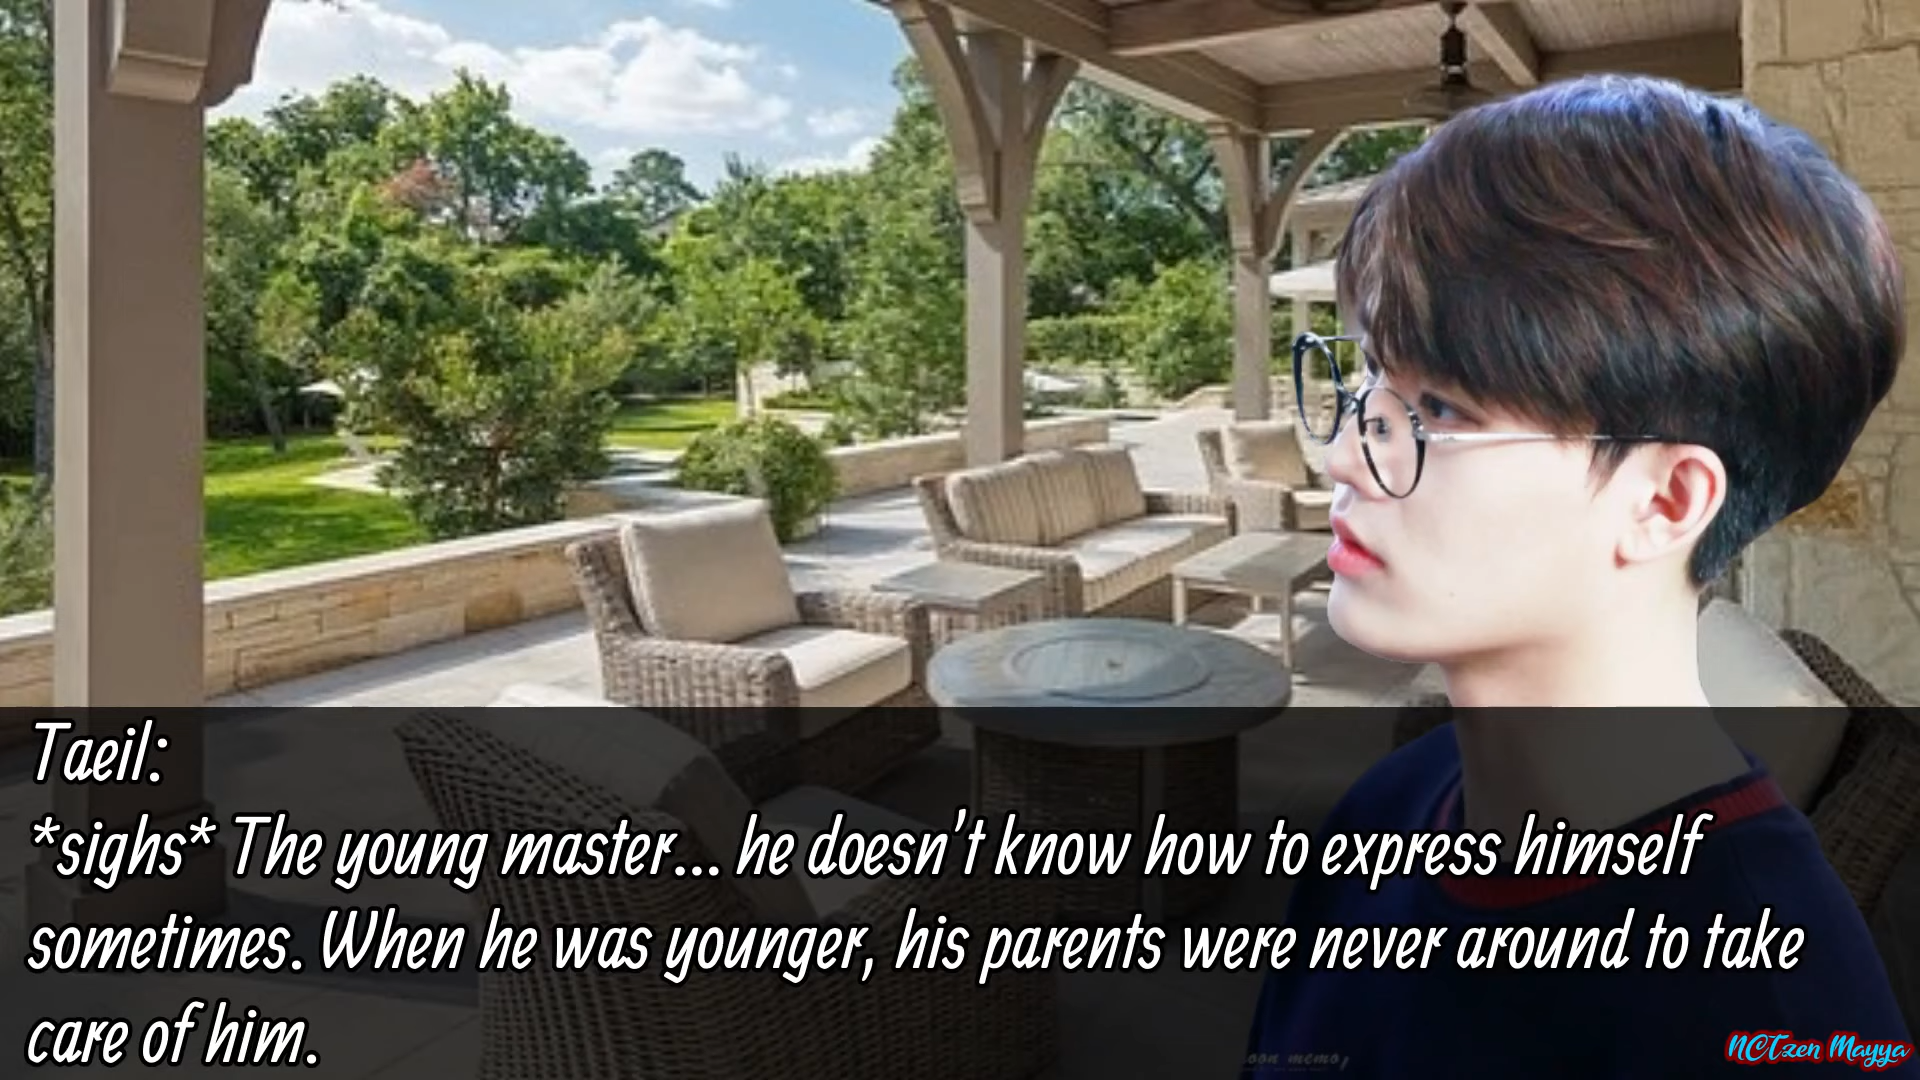 Taeil:
*sighs* The young master... he doesn't know how to express himself
sometimes. When he was younger, his parents were never around to take
care of him.
NCTzen Mayya